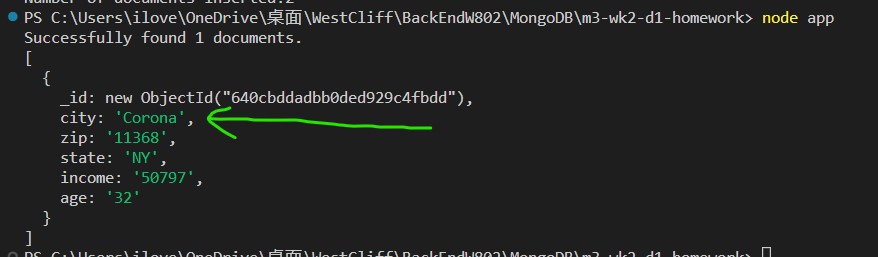 Number of documents inserted:2
PS C:\Users\ilove\OneDrive\桌面\WestCliff\BackEndW802\MongoDB\m3-wk2-d1-homework> node app
Successfully found 1 documents.
[
  {
    _id: new ObjectId("640cbddadbb0ded929c4fbdd"),
    city: 'Corona',
    zip: '11368',
    state: 'NY',
    income: '50797',
    age: '32'
  }
]
PS C:\Users\ilove\OneDrive\桌面\WestCliff\BackEndW802\MongoDB\m3-wk2-d1-homework>